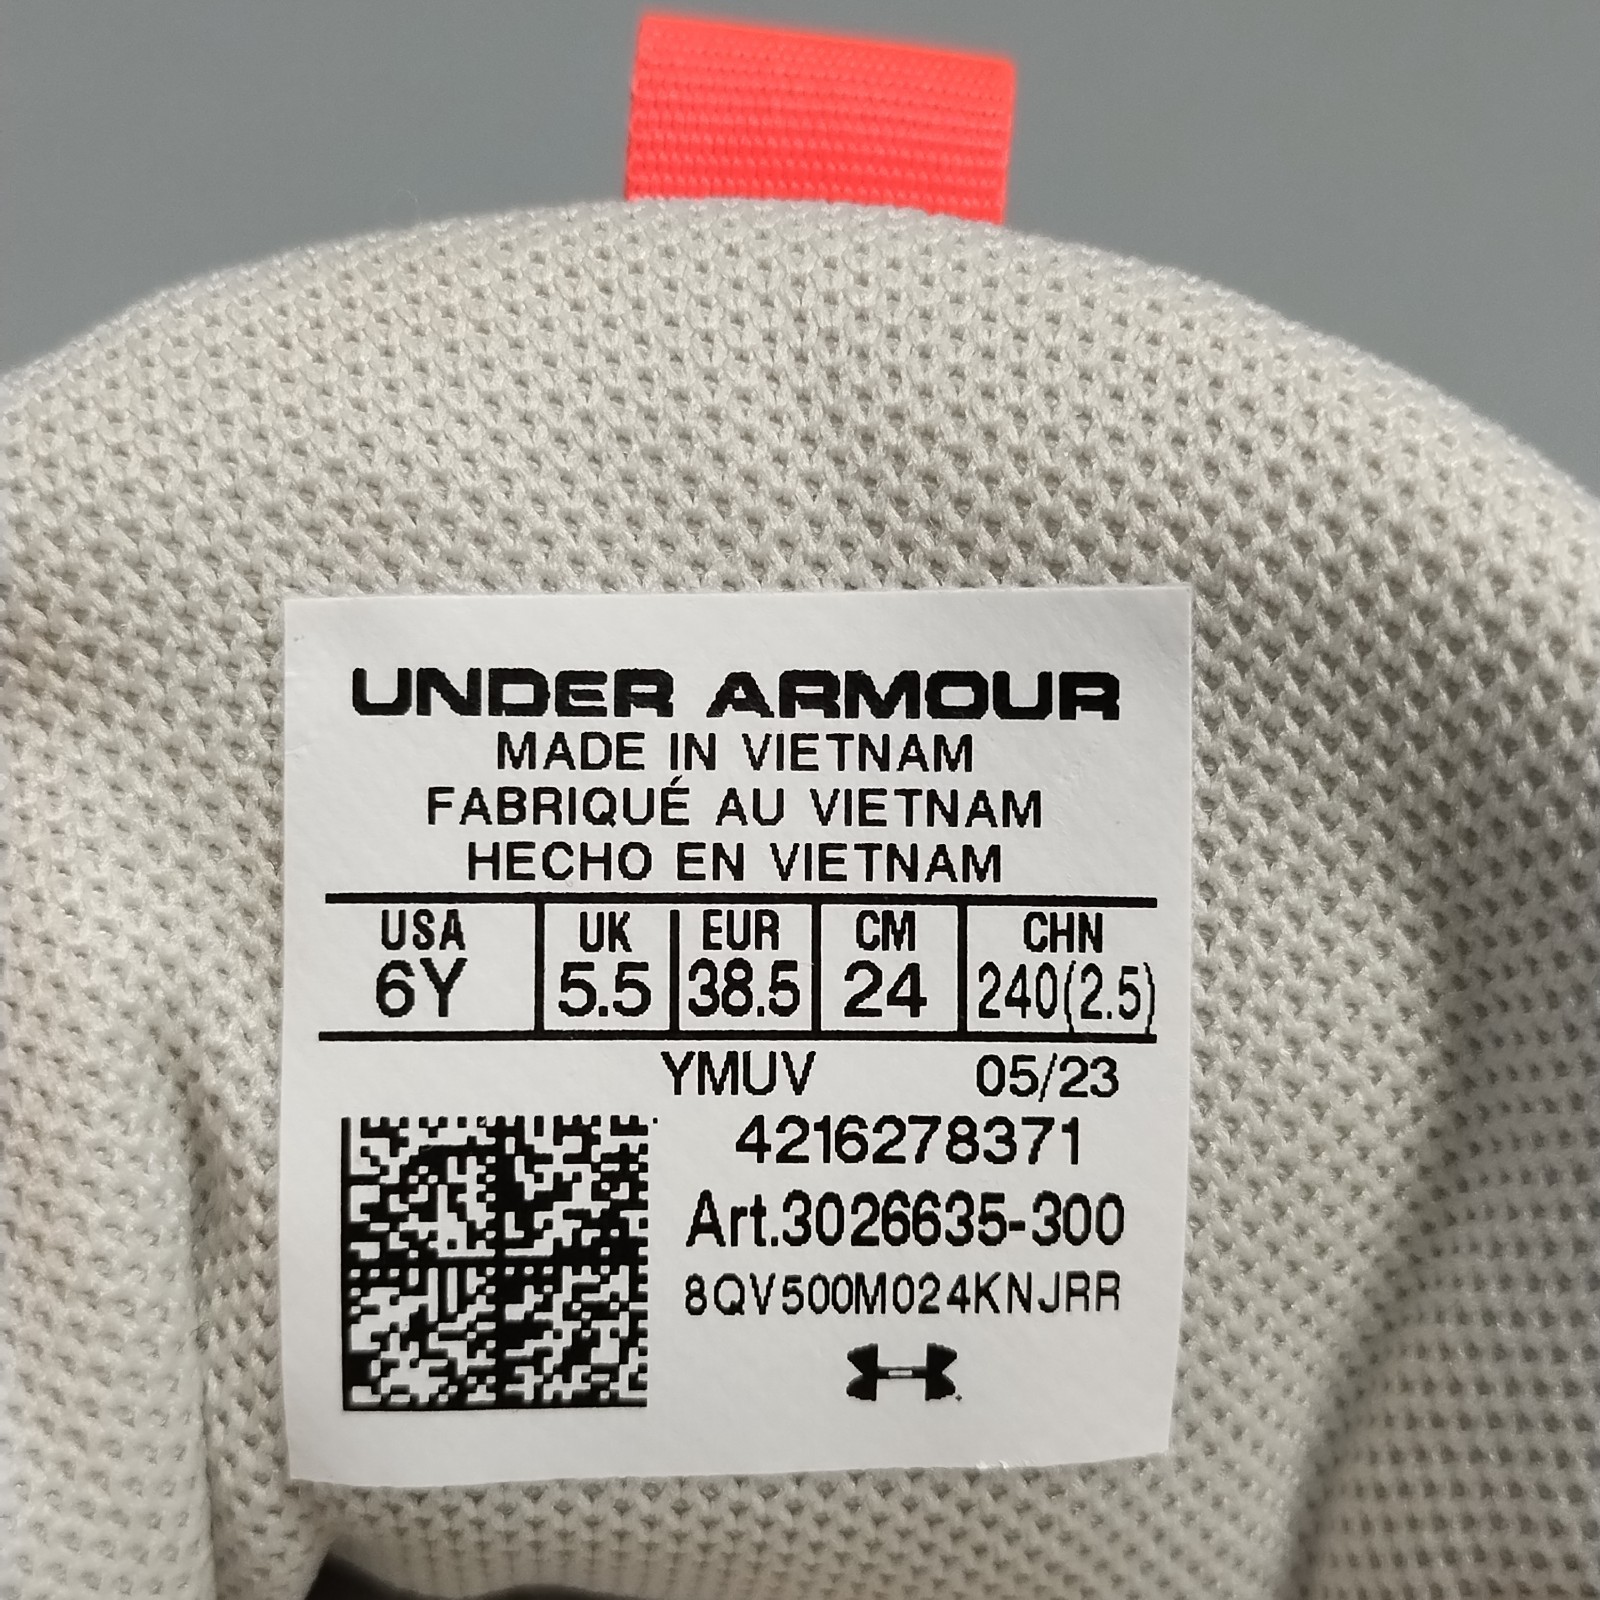 UNDER ARMOUR
MADE IN VIETNAM
FABRIQUÉ AU VIETNAM
HECHO EN VIETNAM
USA UK EUR CM CHN
6Y 5.5 38.5 24 240(2.5)
YMUV 05/23
4216278371
Art.3026635-300
8QV500M024KNJRR